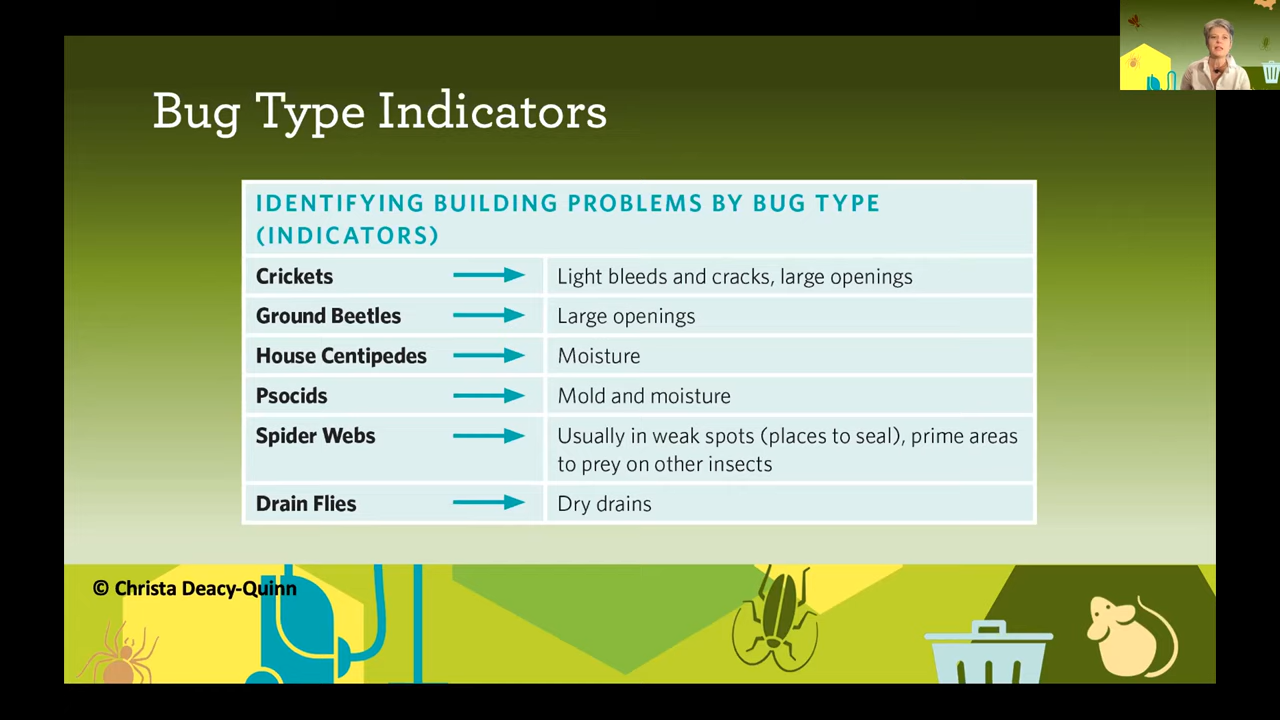 Bug Type Indicators
IDENTIFYING BUILDING PROBLEMS BY BUG TYPE
(INDICATORS)
Crickets
Light bleeds and cracks, large openings
Ground Beetles
Large openings
House Centipedes
Moisture
Psocids
Mold and moisture
Spider Webs
Usually in weak spots (places to seal), prime areas
to prey on other insects
Drain Flies
Dry drains
© Christa Deacy-Quinn